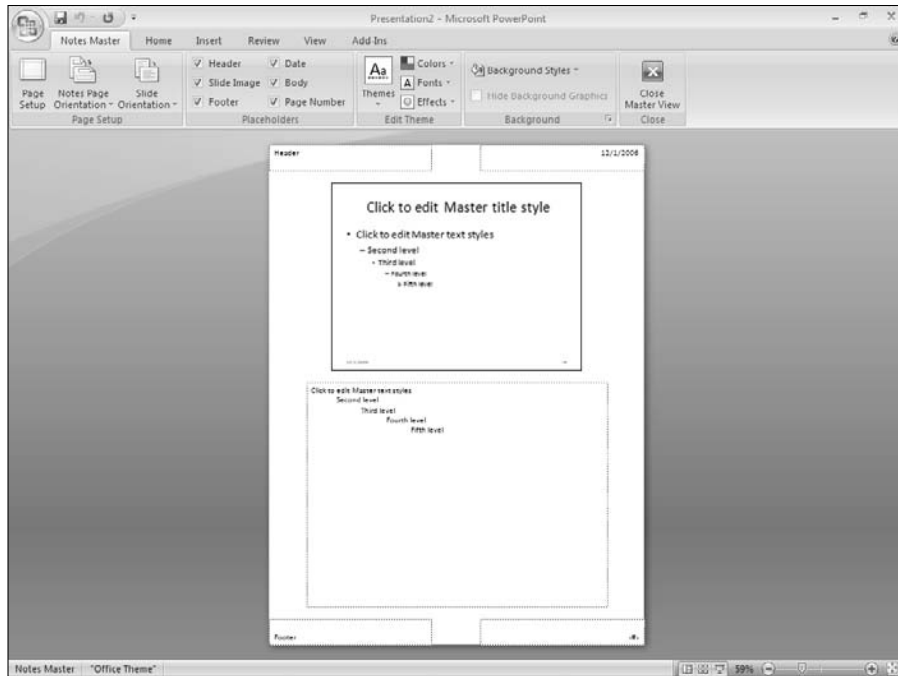 Presentation2 - Microsoft PowerPoint
Notes Master Home Insert Review View Add-Ins
Page Setup
Notes Page Orientation
Slide Orientation
Page Setup
Header
Slide Image
Footer
Date
Body
Page Number
Placeholders
Aa
Themes
Colors
A Fonts
Effects
Edit Theme
Background Styles
Hide Background Graphics
Background
Close Master View
Close
Header
12/1/2006
Click to edit Master title style
• Click to edit Master text styles
– Second level
• Third level
– Fourth level
» Fifth level
Click to edit Master text styles
Second level
Third level
Fourth level
Fifth level
Footer
‹#›
Notes Master "Office Theme"
59%